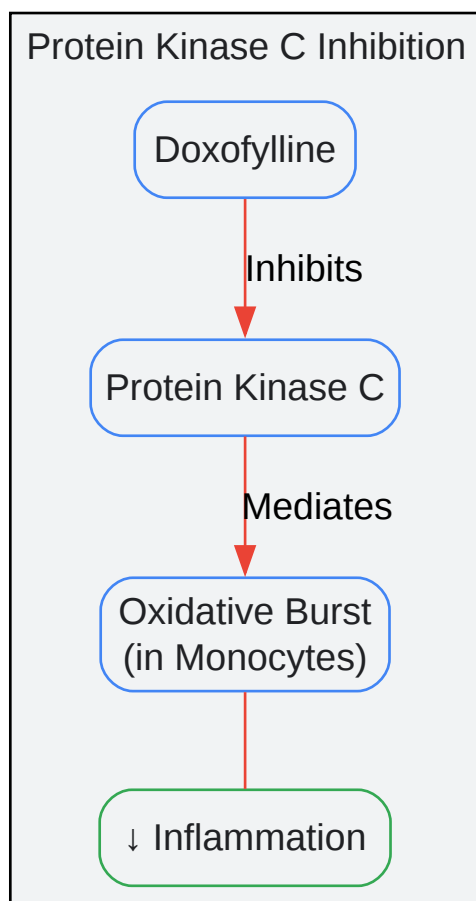 Protein Kinase C Inhibition
Doxofylline
Inhibits
Protein Kinase C
Mediates
Oxidative Burst
(in Monocytes)
↓ Inflammation